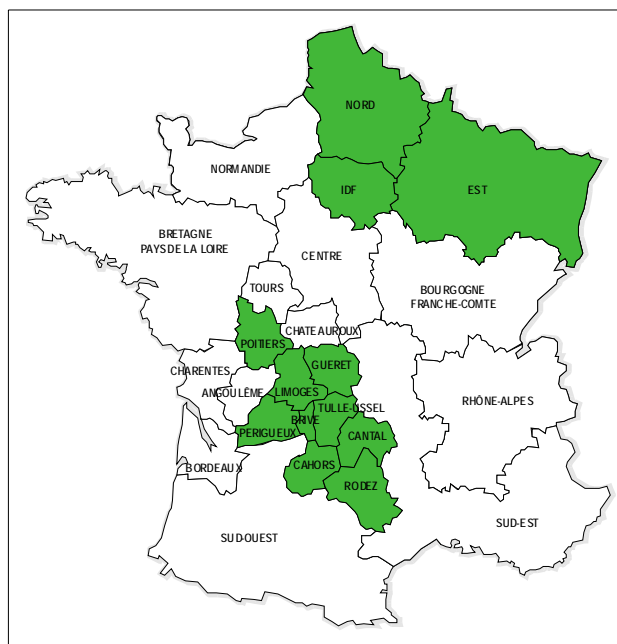 NORD
NORMANDIE
IDF
EST
BRETAGNE
PAYS DE LA LOIRE
CENTRE
TOURS
BOURGOGNE
FRANCHE-COMTE
CHATEAUROUX
POITIERS
GUERET
CHARENTES
ANGOULÊME
LIMOGES
RHÔNE-ALPES
TULLE-USSEL
BRIVE
PERIGUEUX
CANTAL
BORDEAUX
CAHORS
RODEZ
SUD-EST
SUD-OUEST